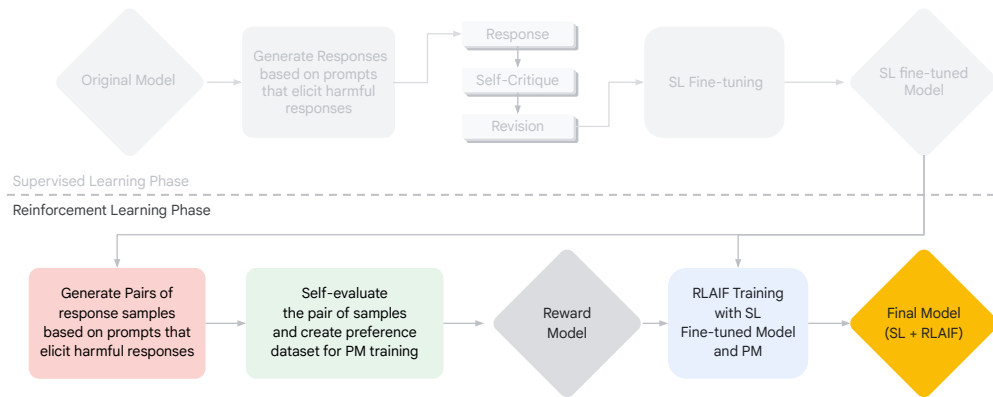 Original Model
Generate Responses
based on prompts
that elicit harmful
responses
Response
Self-Critique
Revision
SL Fine-tuning
SL fine-tuned
Model
Supervised Learning Phase
Reinforcement Learning Phase
Generate Pairs of
response samples
based on prompts that
elicit harmful responses
Self-evaluate
the pair of samples
and create preference
dataset for PM training
Reward
Model
RLAIF Training
with SL
Fine-tuned Model
and PM
Final Model
(SL + RLAIF)